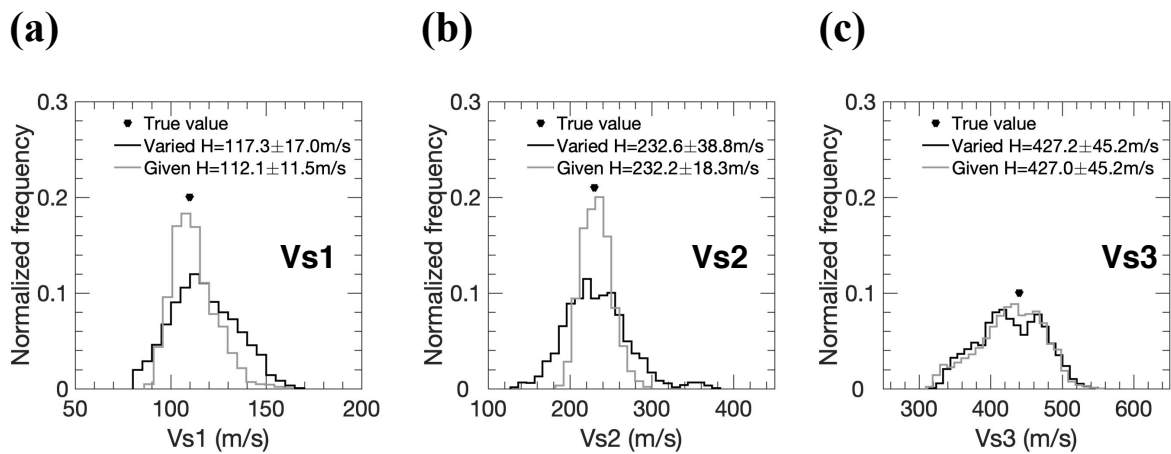 (a)
0.3
0.2
0.1
0
Normalized frequency
True value
Varied H=117.3±17.0m/s
Given H=112.1±11.5m/s
Vs1
50 100 150 200
Vs1 (m/s)
(b)
0.3
0.2
0.1
0
Normalized frequency
True value
Varied H=232.6±38.8m/s
Given H=232.2±18.3m/s
Vs2
100 200 300 400
Vs2 (m/s)
(c)
0.3
0.2
0.1
0
Normalized frequency
True value
Varied H=427.2±45.2m/s
Given H=427.0±45.2m/s
Vs3
300 400 500 600
Vs3 (m/s)